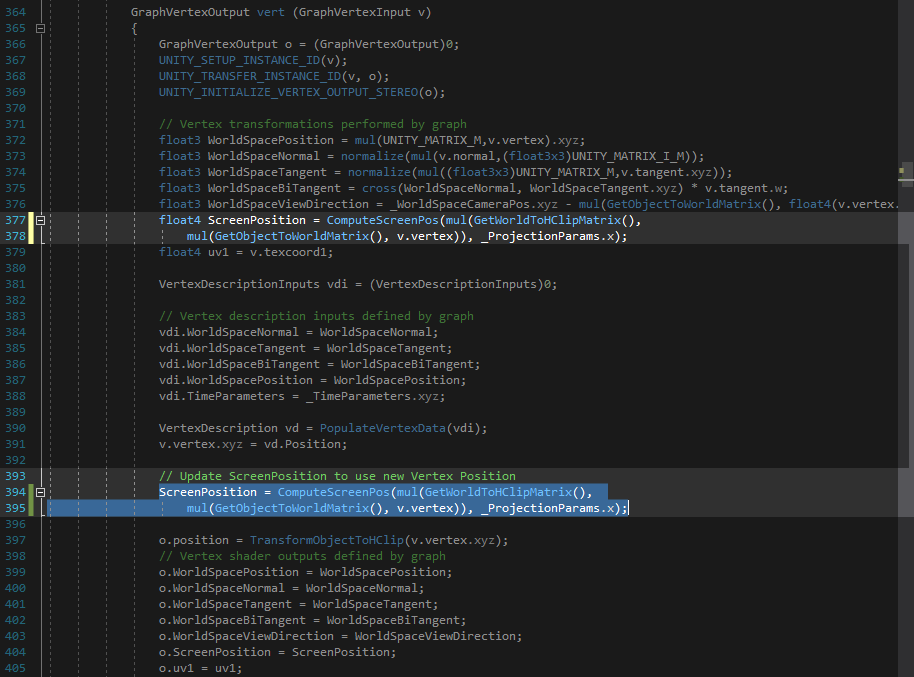 364 GraphVertexOutput vert (GraphVertexInput v)
365 {
366 GraphVertexOutput o = (GraphVertexOutput)0;
367 UNITY_SETUP_INSTANCE_ID(v);
368 UNITY_TRANSFER_INSTANCE_ID(v, o);
369 UNITY_INITIALIZE_VERTEX_OUTPUT_STEREO(o);
370
371 // Vertex transformations performed by graph
372 float3 WorldSpacePosition = mul(UNITY_MATRIX_M,v.vertex).xyz;
373 float3 WorldSpaceNormal = normalize(mul(v.normal,(float3x3)UNITY_MATRIX_I_M));
374 float3 WorldSpaceTangent = normalize(mul((float3x3)UNITY_MATRIX_M,v.tangent.xyz));
375 float3 WorldSpaceBiTangent = cross(WorldSpaceNormal, WorldSpaceTangent.xyz) * v.tangent.w;
376 float3 WorldSpaceViewDirection = _WorldSpaceCameraPos.xyz - mul(GetObjectToWorldMatrix(), float4(v.vertex.
377 float4 ScreenPosition = ComputeScreenPos(mul(GetWorldToHClipMatrix(),
378 mul(GetObjectToWorldMatrix(), v.vertex)), _ProjectionParams.x);
379 float4 uv1 = v.texcoord1;
380
381 VertexDescriptionInputs vdi = (VertexDescriptionInputs)0;
382
383 // Vertex description inputs defined by graph
384 vdi.WorldSpaceNormal = WorldSpaceNormal;
385 vdi.WorldSpaceTangent = WorldSpaceTangent;
386 vdi.WorldSpaceBiTangent = WorldSpaceBiTangent;
387 vdi.WorldSpacePosition = WorldSpacePosition;
388 vdi.TimeParameters = _TimeParameters.xyz;
389
390 VertexDescription vd = PopulateVertexData(vdi);
391 v.vertex.xyz = vd.Position;
392
393 // Update ScreenPosition to use new Vertex Position
394 ScreenPosition = ComputeScreenPos(mul(GetWorldToHClipMatrix(),
395 mul(GetObjectToWorldMatrix(), v.vertex)), _ProjectionParams.x);
396
397 o.position = TransformObjectToHClip(v.vertex.xyz);
398 // Vertex shader outputs defined by graph
399 o.WorldSpacePosition = WorldSpacePosition;
400 o.WorldSpaceNormal = WorldSpaceNormal;
401 o.WorldSpaceTangent = WorldSpaceTangent;
402 o.WorldSpaceBiTangent = WorldSpaceBiTangent;
403 o.WorldSpaceViewDirection = WorldSpaceViewDirection;
404 o.ScreenPosition = ScreenPosition;
405 o.uv1 = uv1;